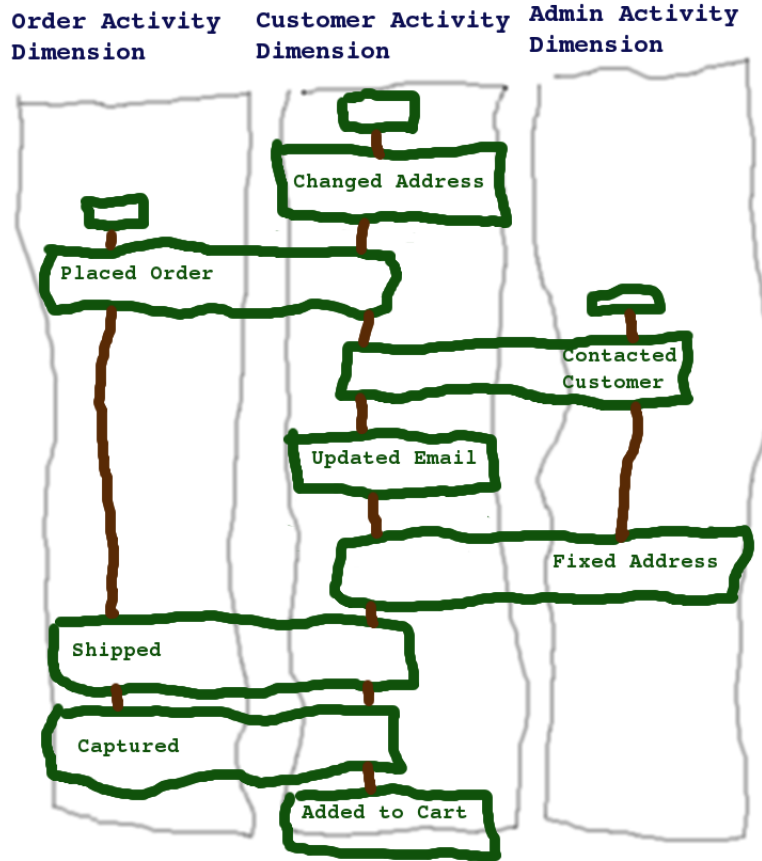 Order Activity
Dimension
Customer Activity
Dimension
Admin Activity
Dimension
Changed Address
Placed Order
Contacted
Customer
Updated Email
Fixed Address
Shipped
Captured
Added to Cart